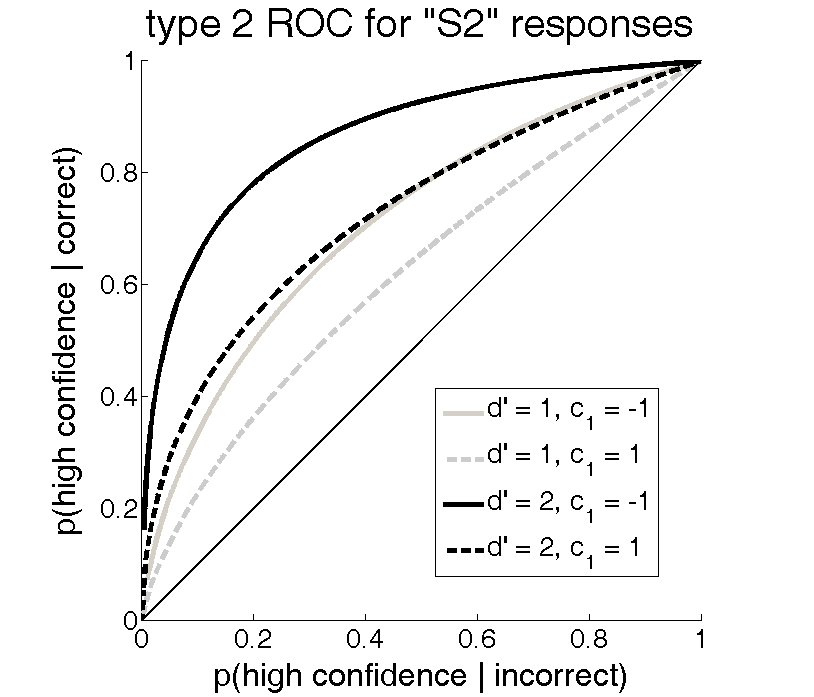 type 2 ROC for "S2" responses
p(high confidence | correct)
1
0.8
0.6
0.4
0.2
0
0 0.2 0.4 0.6 0.8 1
p(high confidence | incorrect)
d' = 1, c₁ = -1
d' = 1, c₁ = 1
d' = 2, c₁ = -1
d' = 2, c₁ = 1